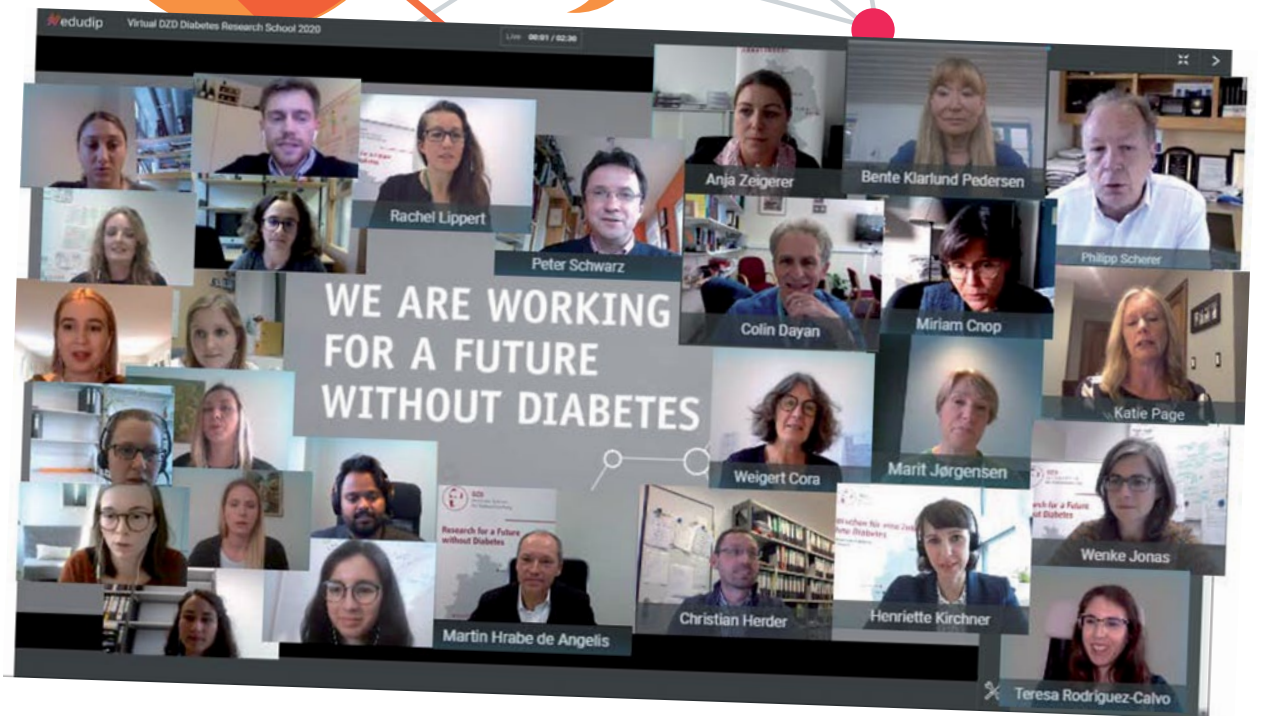 edudip
Virtual DZD Diabetes Research School 2020
Live 00:01 / 02:30
Anja Zeigerer
Bente Klarlund Pedersen
Rachel Lippert
Peter Schwarz
Philipp Scherer
Colin Dayan
Miriam Cnop
WE ARE WORKING
FOR A FUTURE
WITHOUT DIABETES
Katie Page
Weigert Cora
Marit Jørgensen
DZD
Research for a Future
without Diabetes
Wenke Jonas
Christian Herder
Henriette Kirchner
Martin Hrabe de Angelis
Teresa Rodriguez-Calvo